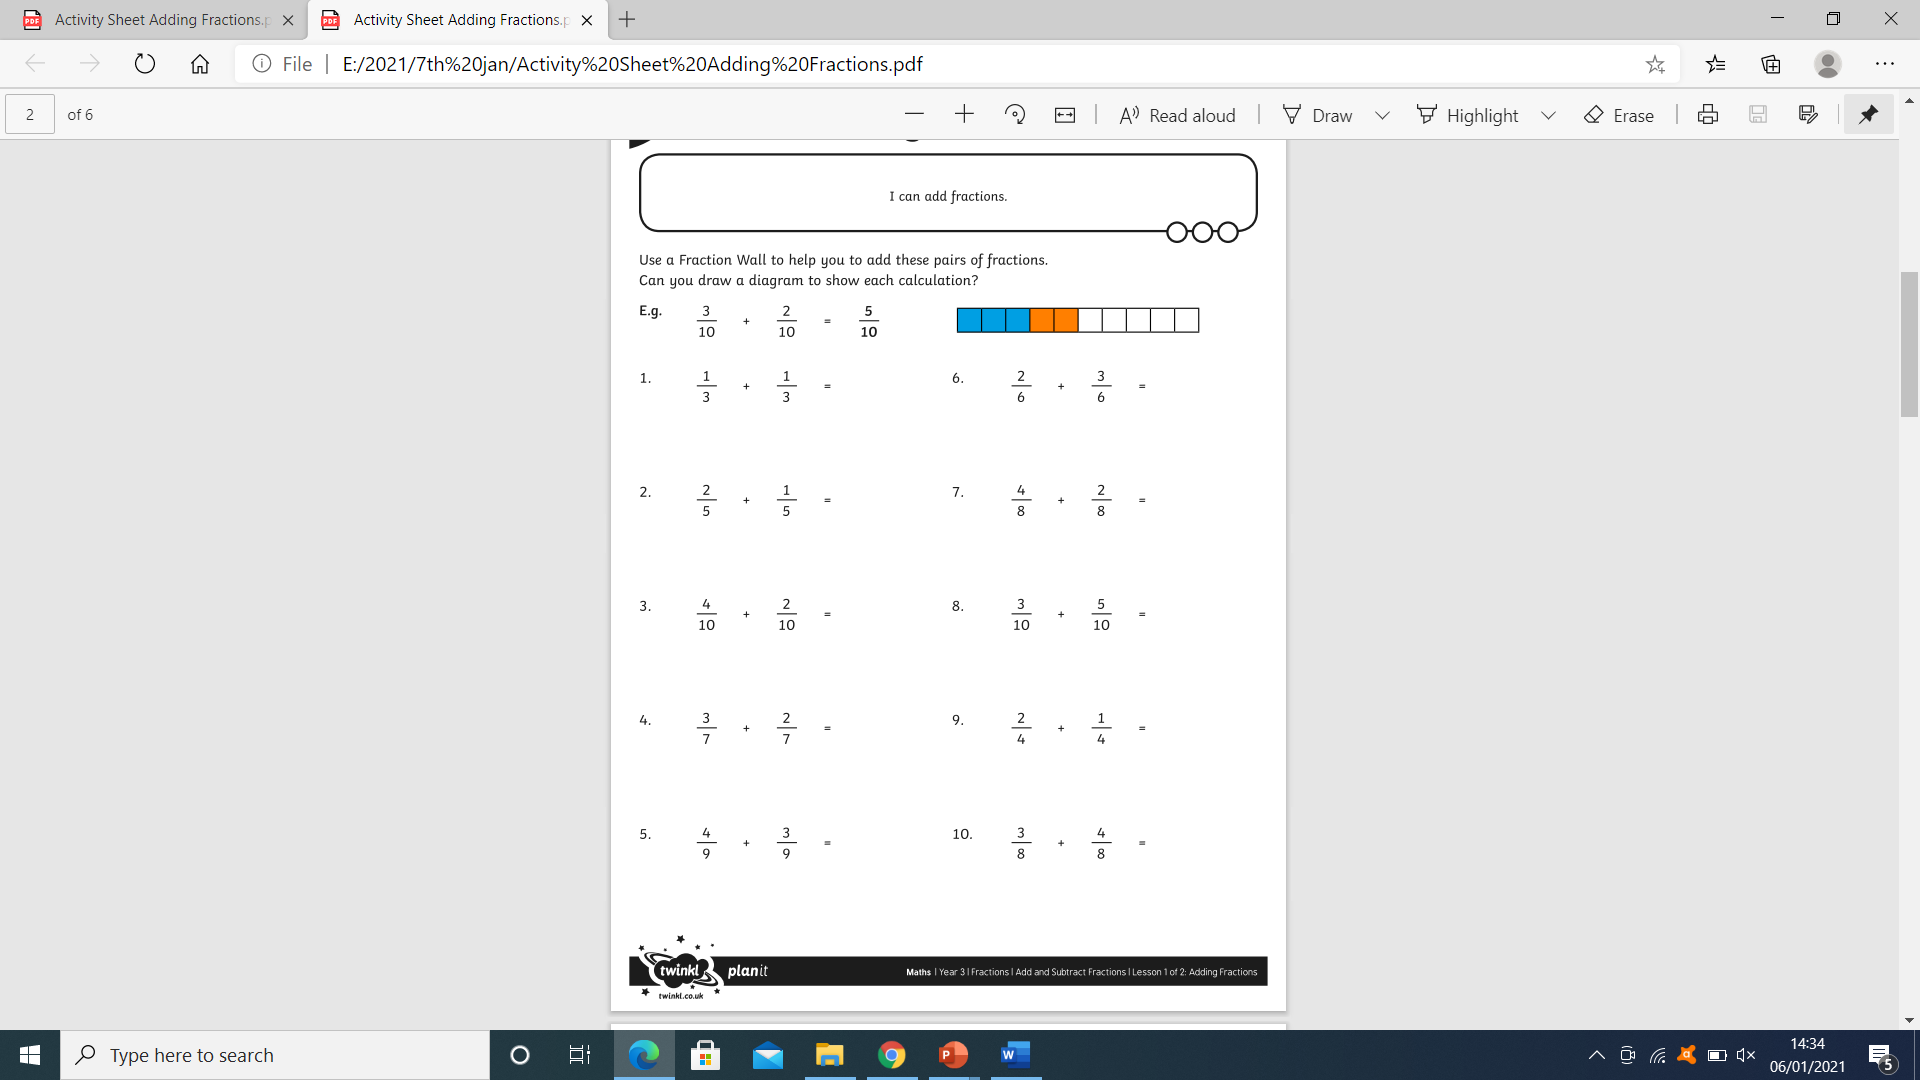 Activity Sheet Adding Fractions.p
Activity Sheet Adding Fractions.p
File | E:/2021/7th%20jan/Activity%20Sheet%20Adding%20Fractions.pdf
2 of 6
Read aloud
Draw
Highlight
Erase
I can add fractions.
Use a Fraction Wall to help you to add these pairs of fractions.
Can you draw a diagram to show each calculation?
E.g. 3/10 + 2/10 = 5/10
1. 1/3 + 1/3 =
6. 2/6 + 3/6 =
2. 2/5 + 1/5 =
7. 4/8 + 2/8 =
3. 4/10 + 2/10 =
8. 3/10 + 5/10 =
4. 3/7 + 2/7 =
9. 2/4 + 1/4 =
5. 4/9 + 3/9 =
10. 3/8 + 4/8 =
twinkl planit
twinkl.co.uk
Maths | Year 3 | Fractions | Add and Subtract Fractions | Lesson 1 of 2: Adding Fractions
Type here to search
14:34
06/01/2021
5